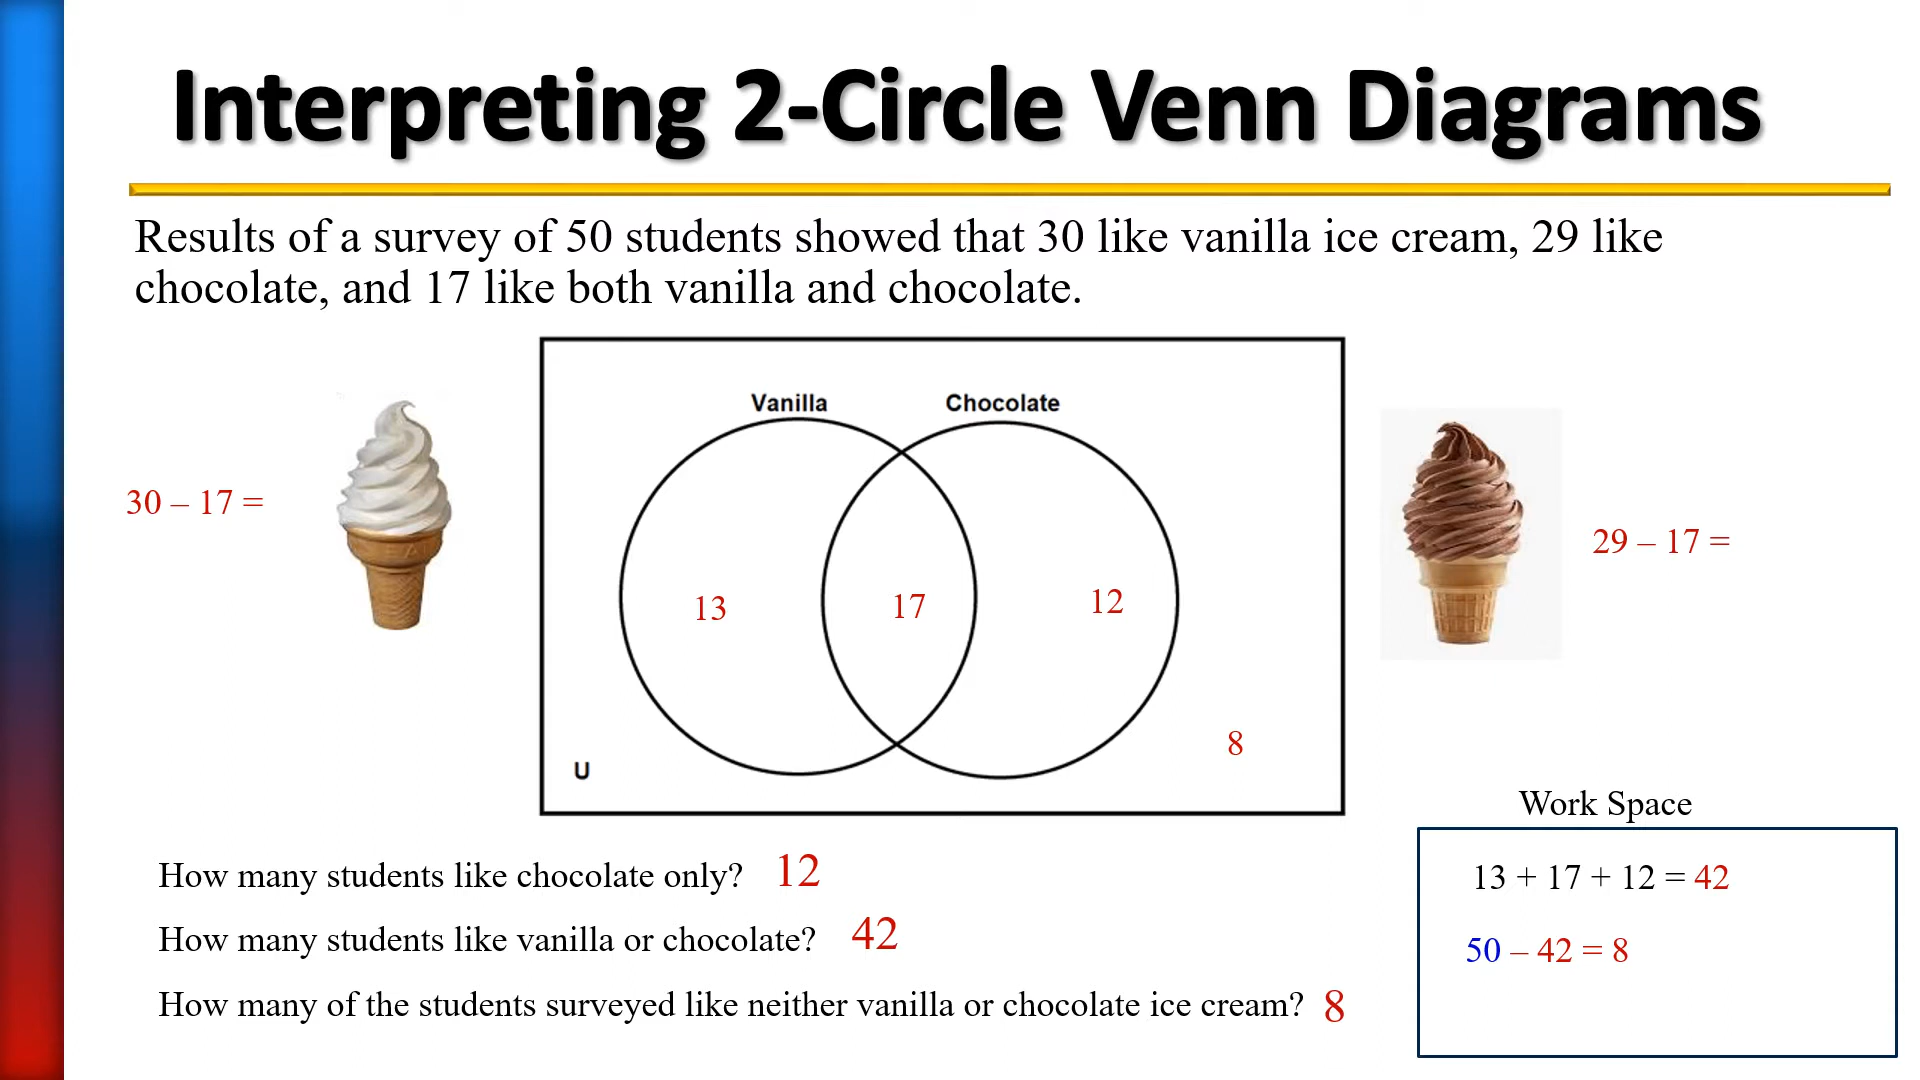 Interpreting 2-Circle Venn Diagrams
Results of a survey of 50 students showed that 30 like vanilla ice cream, 29 like
chocolate, and 17 like both vanilla and chocolate.
Vanilla
Chocolate
30 – 17 =
29 – 17 =
13
17
12
8
U
Work Space
13 + 17 + 12 = 42
50 – 42 = 8
How many students like chocolate only? 12
How many students like vanilla or chocolate? 42
How many of the students surveyed like neither vanilla or chocolate ice cream? 8